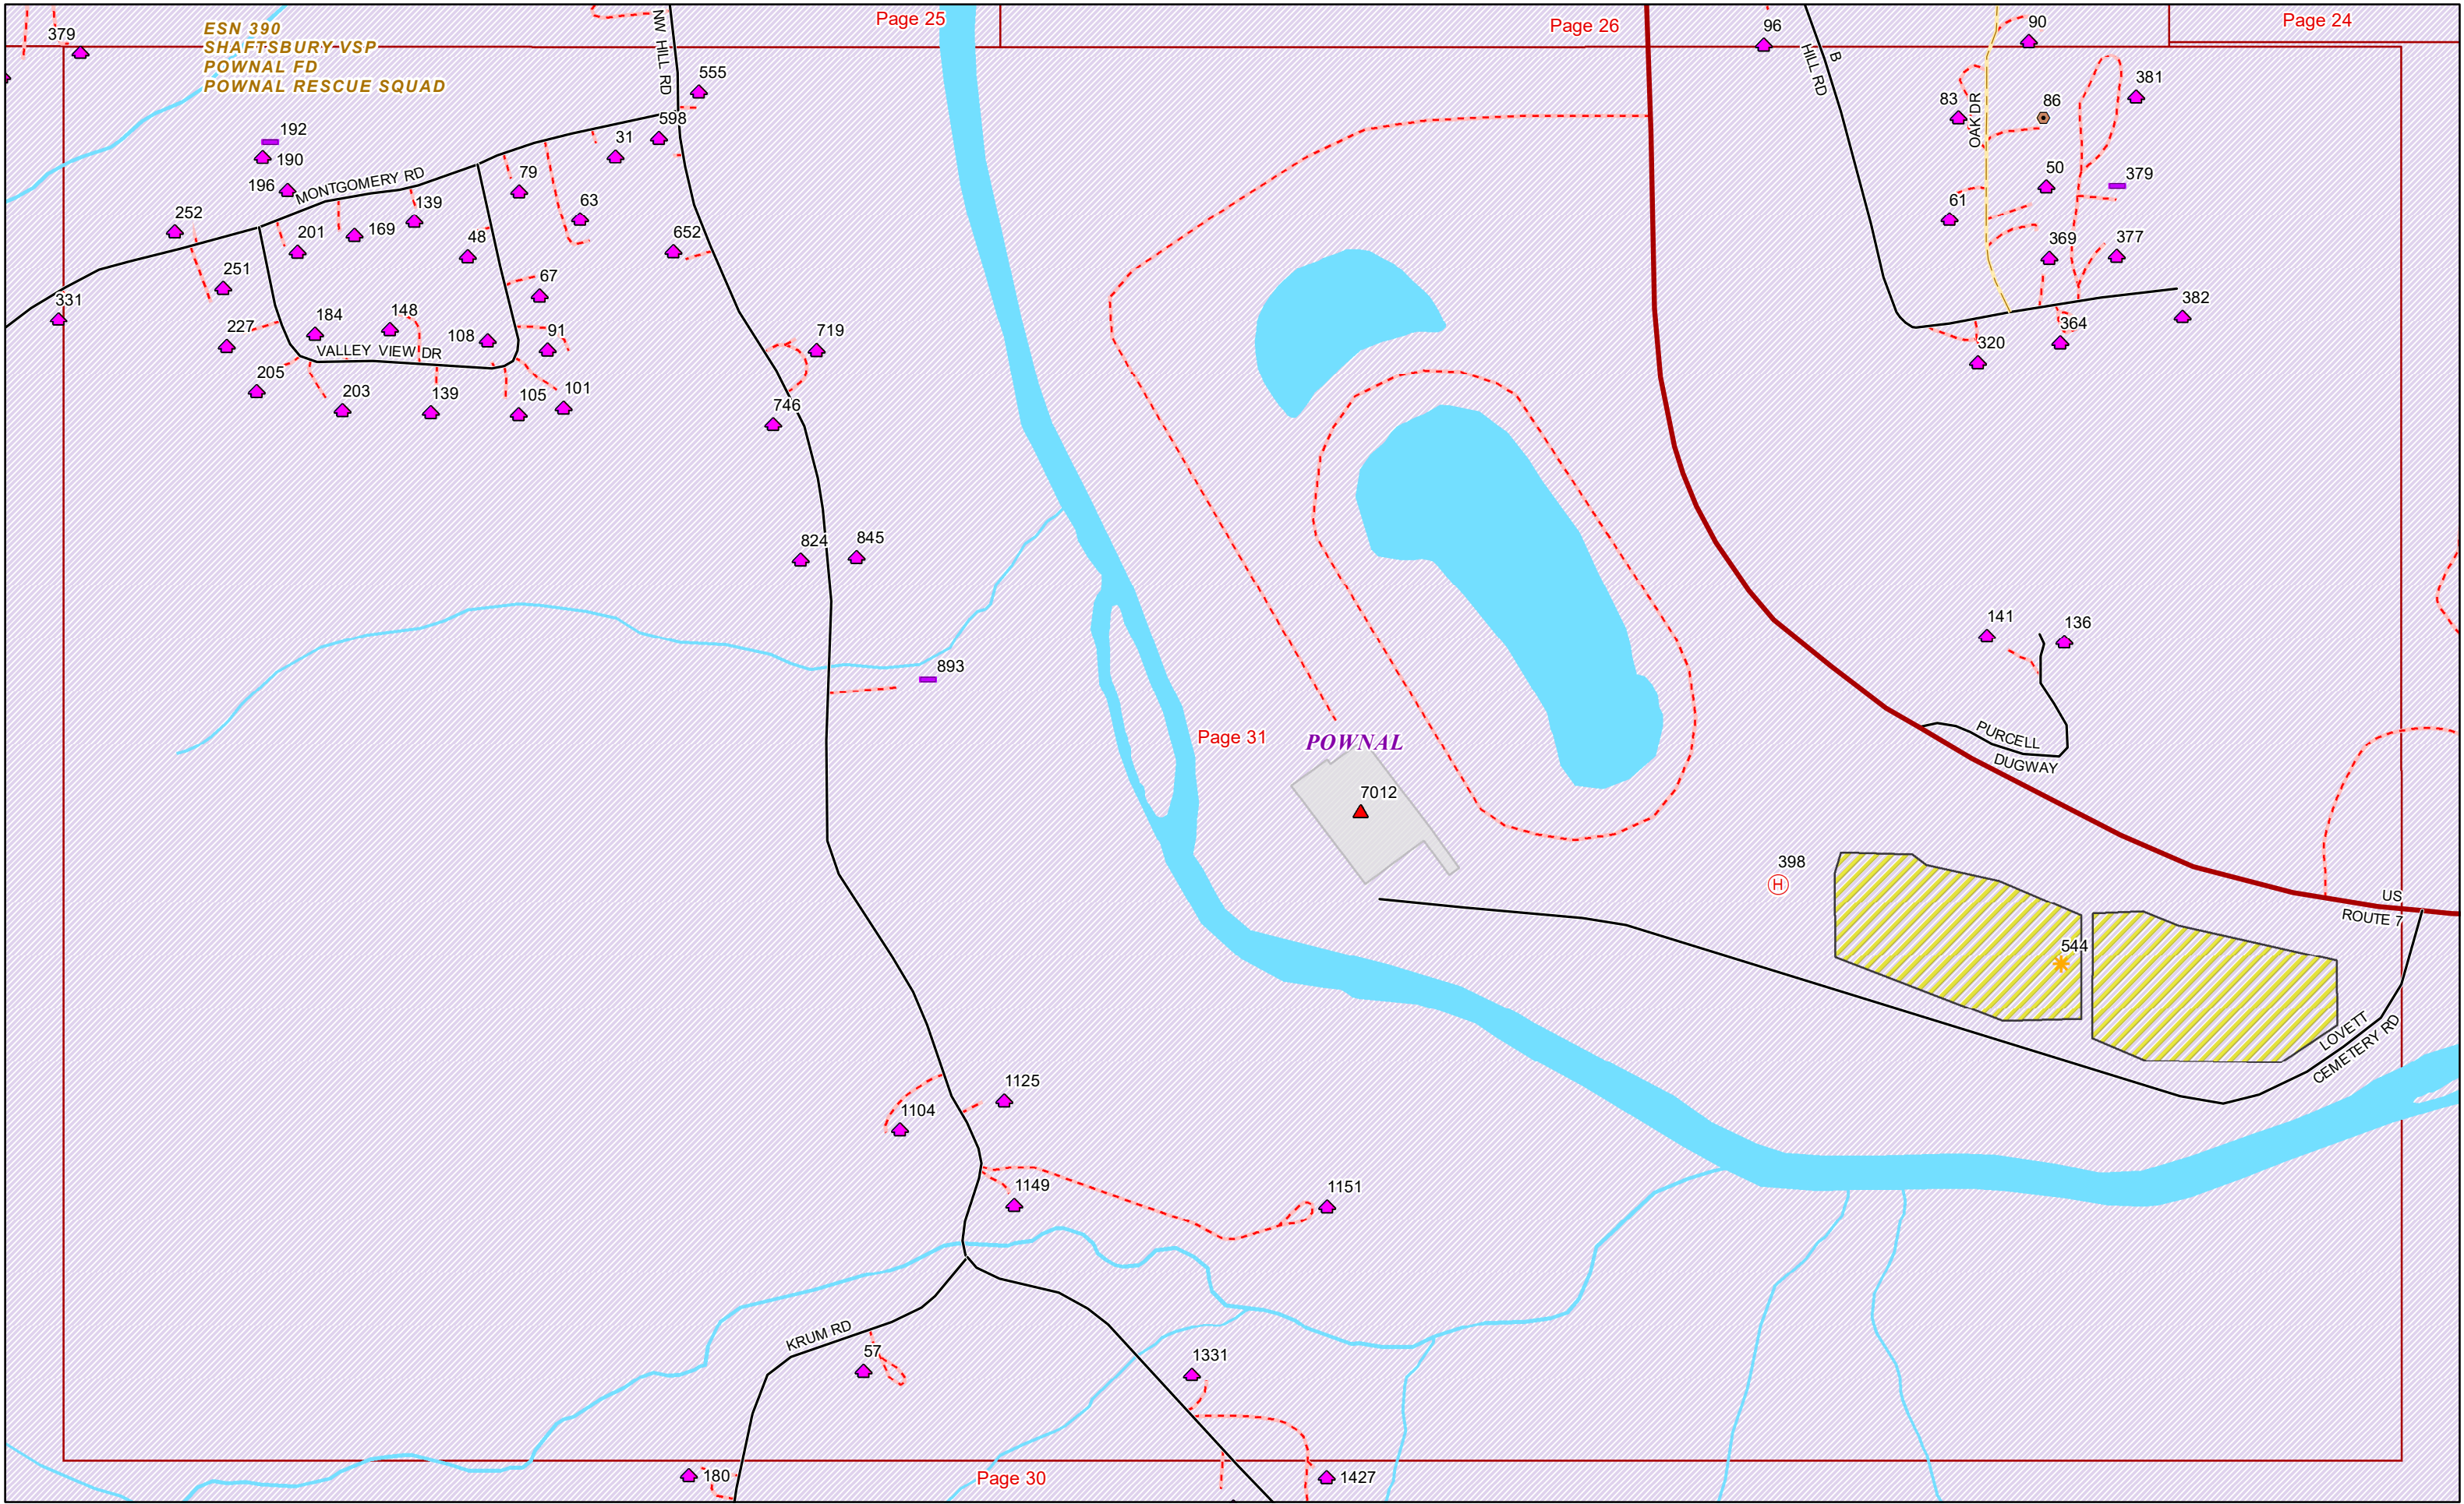 Page 25
Page 26
Page 24
379
ESN 390
SHAFTSBURY VSP
POWNAL FD
POWNAL RESCUE SQUAD
NW HILL RD
555
598
31
192
190
196
MONTGOMERY RD
252
201
169
139
79
63
48
652
251
67
331
227
184
148
108
91
VALLEY VIEW DR
205
203
139
105
101
719
746
824
845
893
96
B
HILL RD
90
OAK DR
83
86
381
50
379
61
369
377
382
364
320
141
136
PURCELL
DUGWAY
Page 31
POWNAL
7012
398
544
US
ROUTE 7
LOVETT
CEMETERY RD
1125
1104
1149
1151
KRUM RD
57
1331
180
Page 30
1427
H